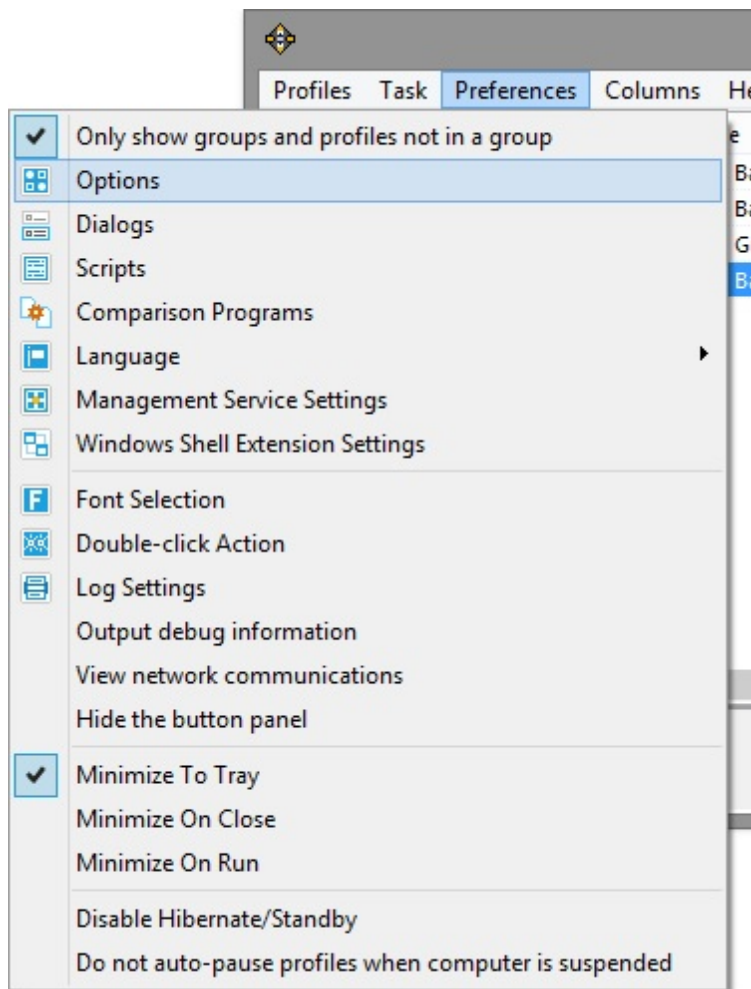 Profiles Task Preferences Columns
Only show groups and profiles not in a group
Options
Dialogs
Scripts
Comparison Programs
Language
Management Service Settings
Windows Shell Extension Settings
Font Selection
Double-click Action
Log Settings
Output debug information
View network communications
Hide the button panel
Minimize To Tray
Minimize On Close
Minimize On Run
Disable Hibernate/Standby
Do not auto-pause profiles when computer is suspended